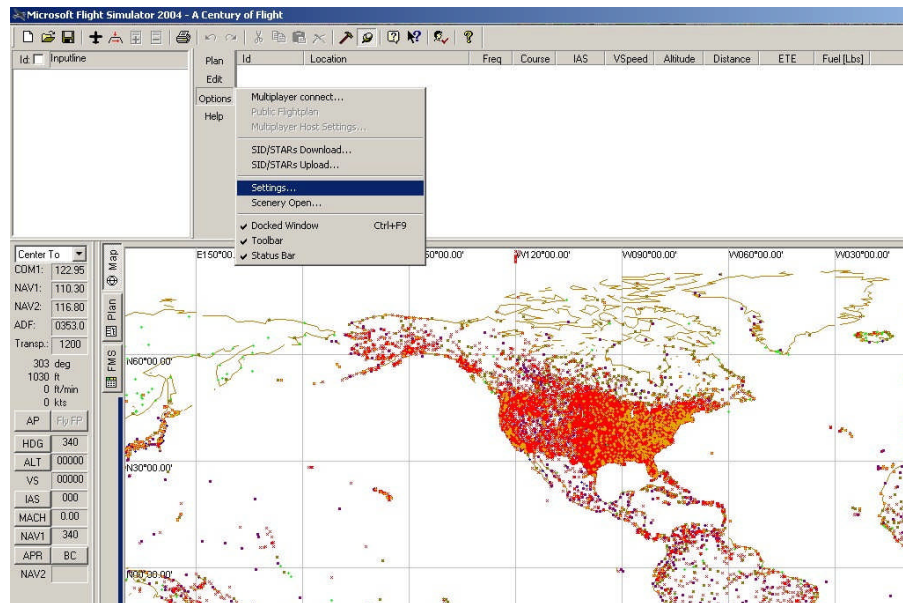 Microsoft Flight Simulator 2004 - A Century of Flight
Id: Inputline
Plan
Edit
Options
Help
Id Location Freq Course IAS VSpeed Altitude Distance ETE Fuel [Lbs]
Multiplayer connect...
Public Flightplan
Multiplayer Host Settings...
SID/STARs Download...
SID/STARs Upload...
Settings...
Scenery Open...
Docked Window Ctrl+F9
Toolbar
Status Bar
Center To
COM1: 122.95
NAV1: 110.30
NAV2: 116.80
ADF: 0353.0
Transp.: 1200
303 deg
1030 ft
0 ft/min
0 kts
AP Fly FP
HDG 340
ALT 00000
VS 00000
IAS 000
MACH 0.00
NAV1 340
APR BC
NAV2
Map
Plan
FMS
W120°00.00' W090°00.00' W060°00.00' W030°00.00'
N60°00.00'
N30°00.00'
N00°00.00'